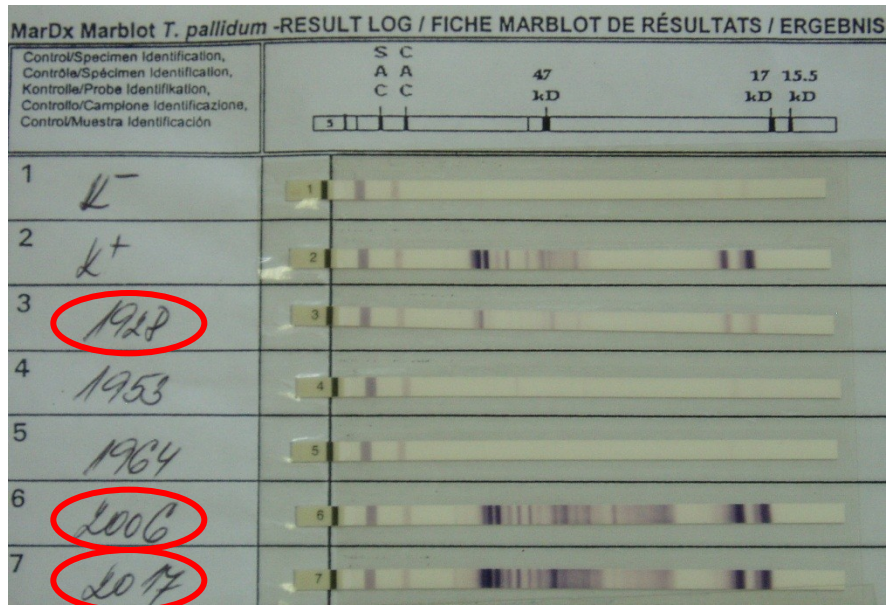 MarDx Marblot T. pallidum -RESULT LOG / FICHE MARBLOT DE RÉSULTATS / ERGEBNIS
Control/Specimen Identification,
Contrôle/Spécimen Identification,
Kontrolle/Probe Identifikation,
Controllo/Campione Identificazione,
Control/Muestra Identificación
S C
A A
C C
47
kD
17 15.5
kD kD
5
1 K- 1
2 K+ 2
3 1928 3
4 1953 4
5 1964 5
6 2006 6
7 2017 7